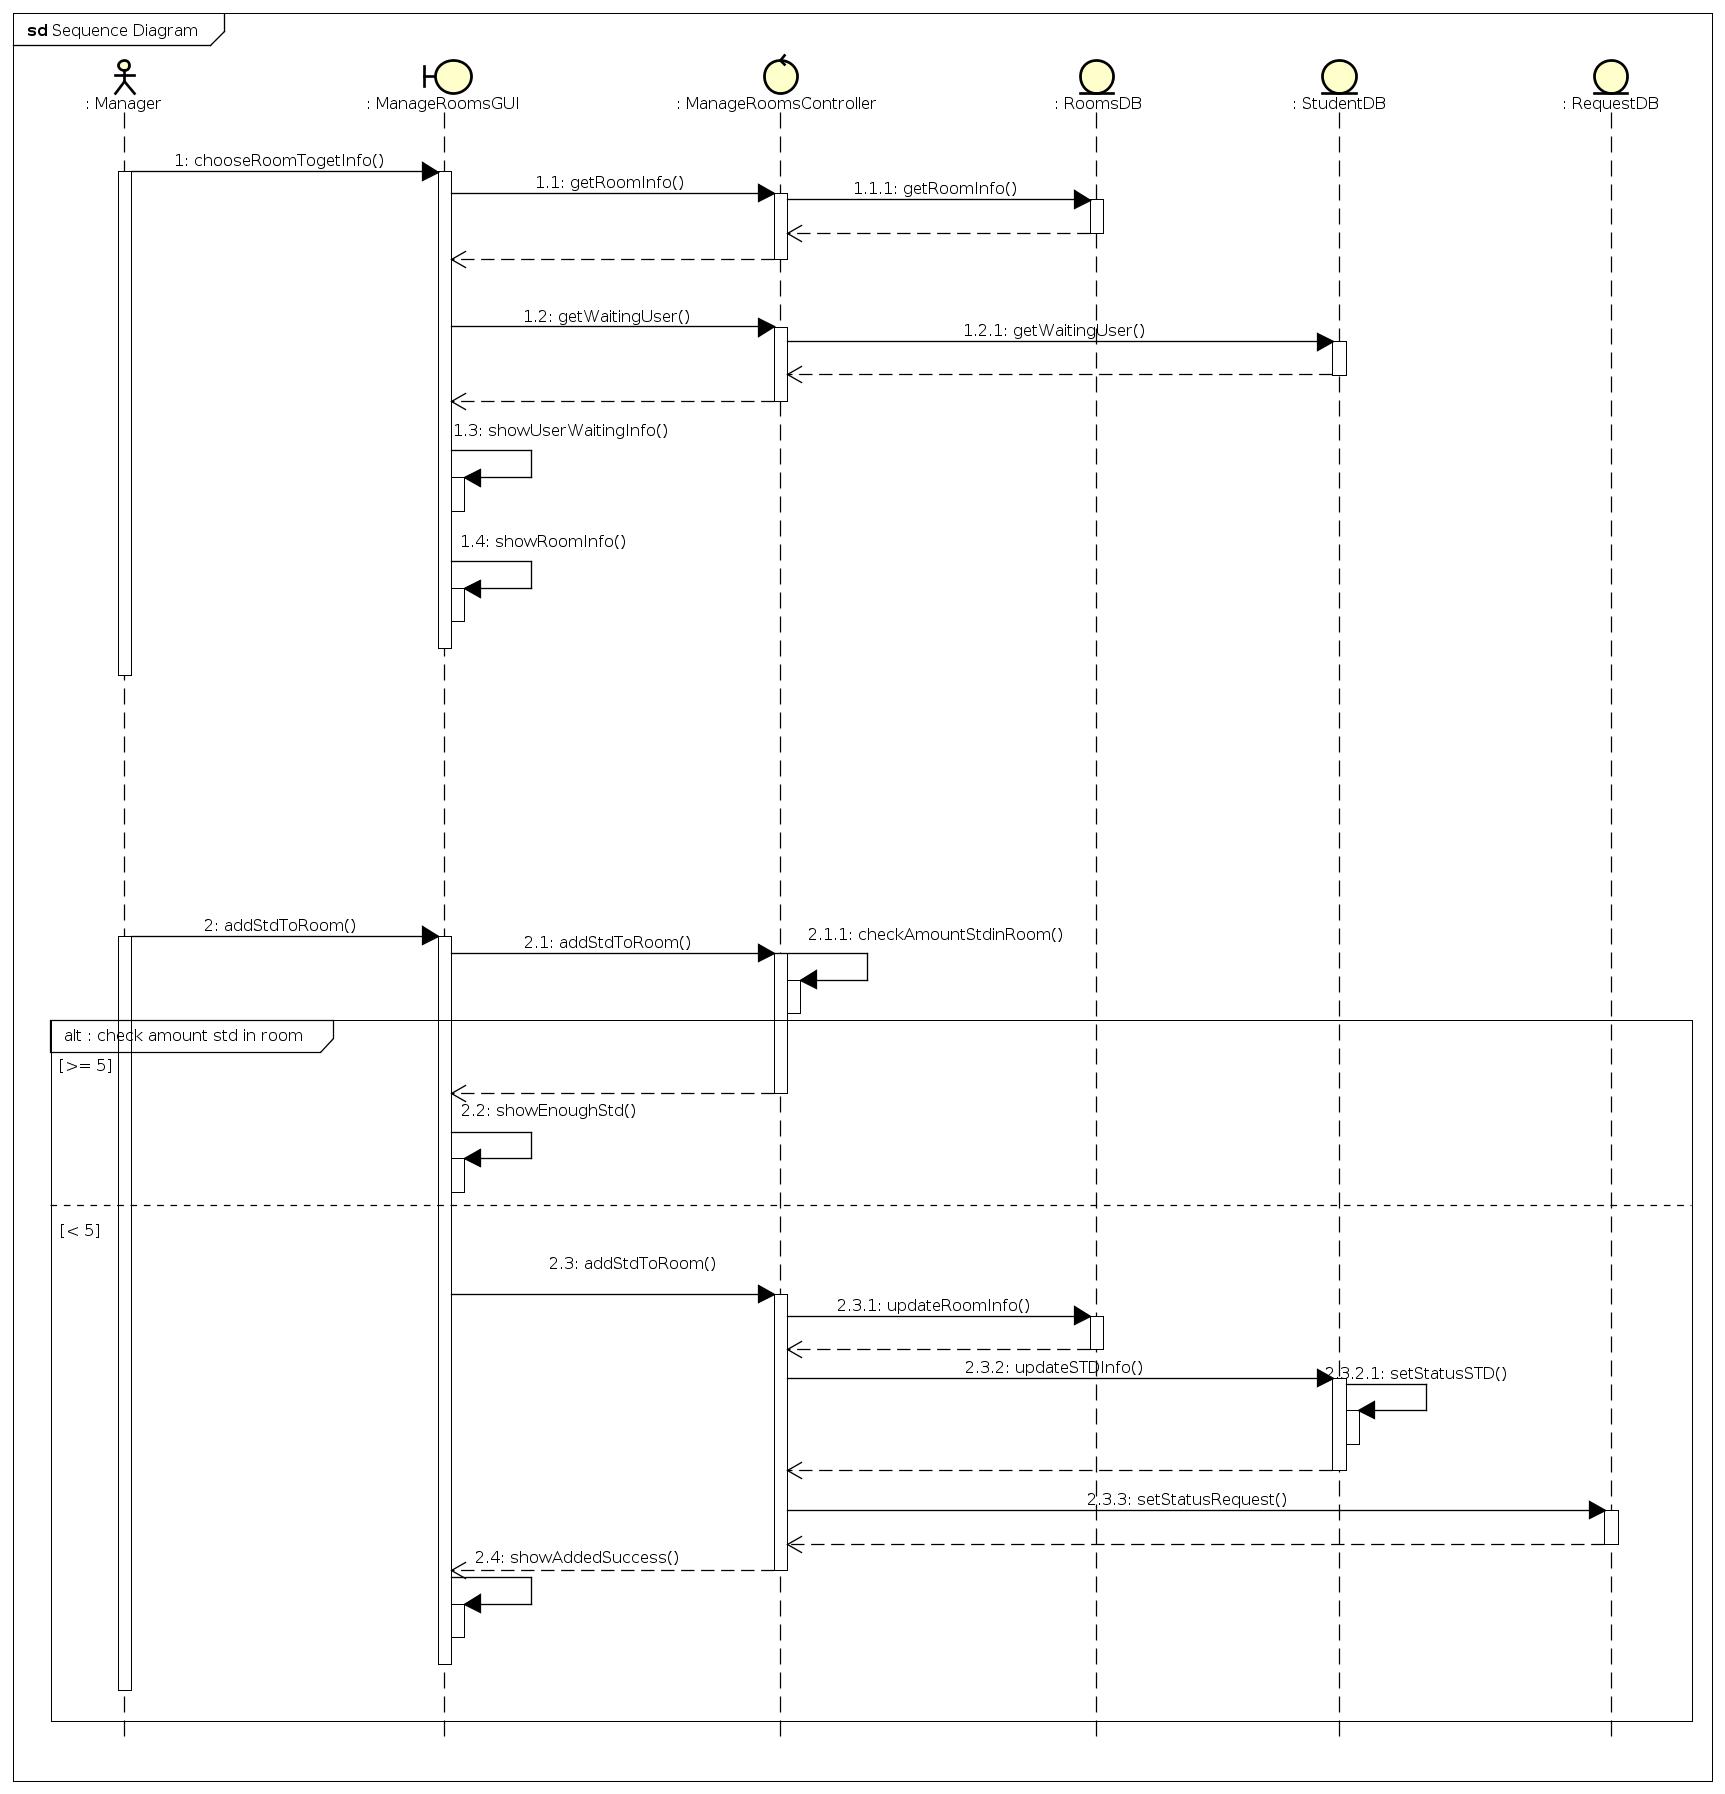 sd Sequence Diagram
: Manager
: ManageRoomsGUI
: ManageRoomsController
: RoomsDB
: StudentDB
: RequestDB
1: chooseRoomTogetInfo()
1.1: getRoomInfo()
1.1.1: getRoomInfo()
1.2: getWaitingUser()
1.2.1: getWaitingUser()
1.3: showUserWaitingInfo()
1.4: showRoomInfo()
2: addStdToRoom()
2.1: addStdToRoom()
2.1.1: checkAmountStdinRoom()
alt : check amount std in room
[>= 5]
2.2: showEnoughStd()
[< 5]
2.3: addStdToRoom()
2.3.1: updateRoomInfo()
2.3.2: updateSTDInfo()
2.3.2.1: setStatusSTD()
2.3.3: setStatusRequest()
2.4: showAddedSuccess()